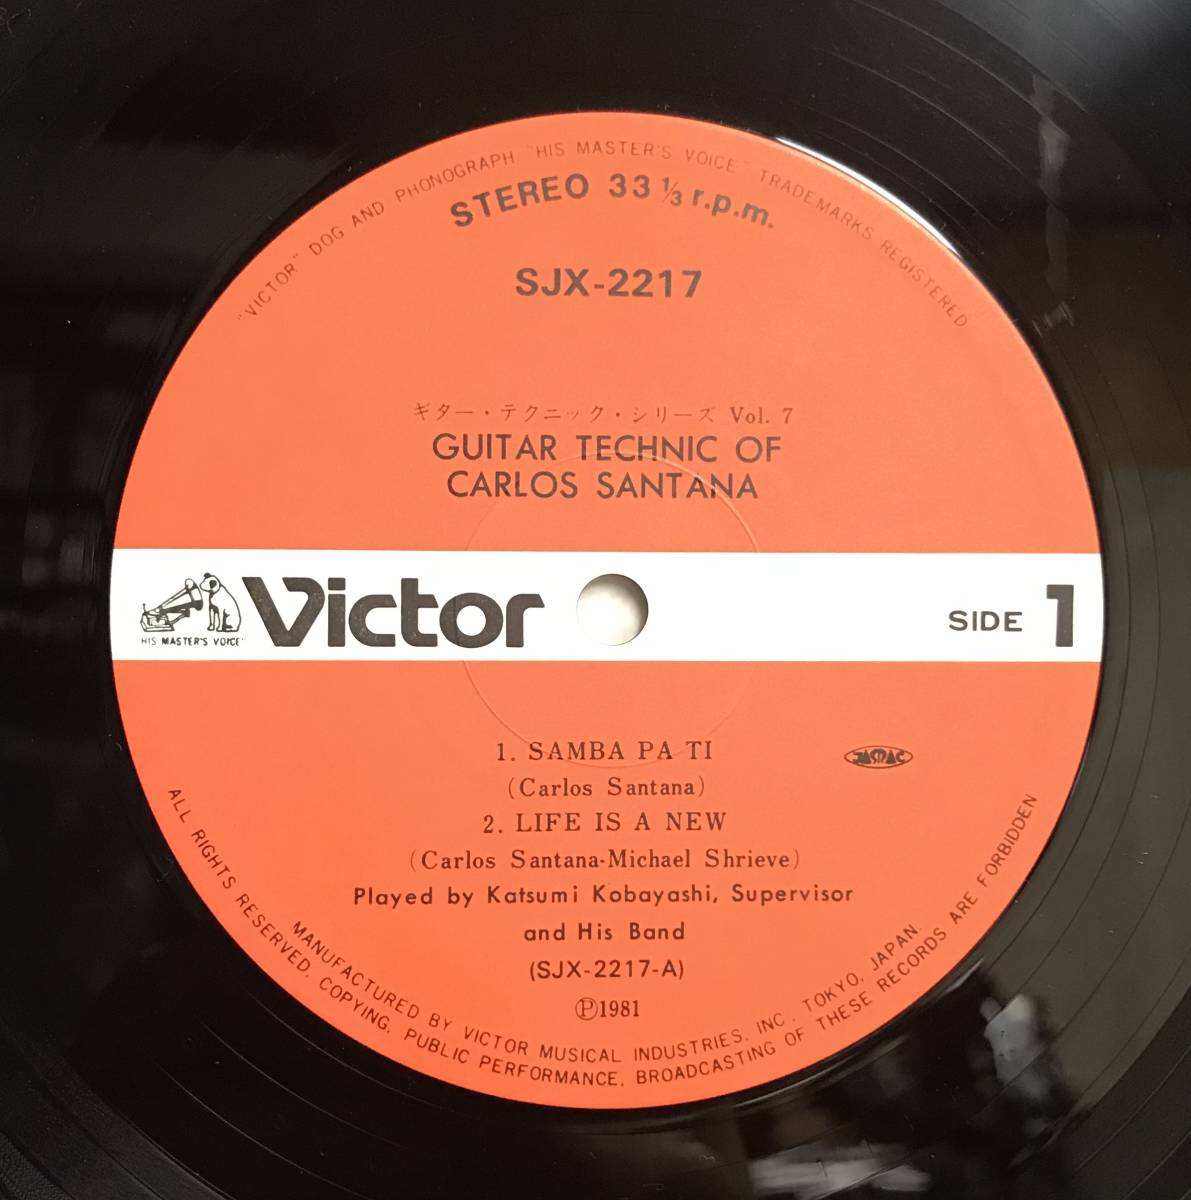 "VICTOR" DOG AND PHONOGRAPH "HIS MASTER'S VOICE" TRADEMARKS REGISTERED
STEREO 33 1/3 r.p.m.
SJX-2217
ギター・テクニック・シリーズ Vol. 7
GUITAR TECHNIC OF
CARLOS SANTANA
"HIS MASTER'S VOICE"
Victor
SIDE 1
1. SAMBA PA TI
(Carlos Santana)
JASRAC
2. LIFE IS A NEW
(Carlos Santana-Michael Shrieve)
Played by Katsumi Kobayashi, Supervisor
and His Band
(SJX-2217-A)
Ⓟ1981
MANUFACTURED BY VICTOR MUSICAL INDUSTRIES, INC. TOKYO, JAPAN.
ALL RIGHTS RESERVED. COPYING, PUBLIC PERFORMANCE, BROADCASTING OF THESE RECORDS ARE FORBIDDEN